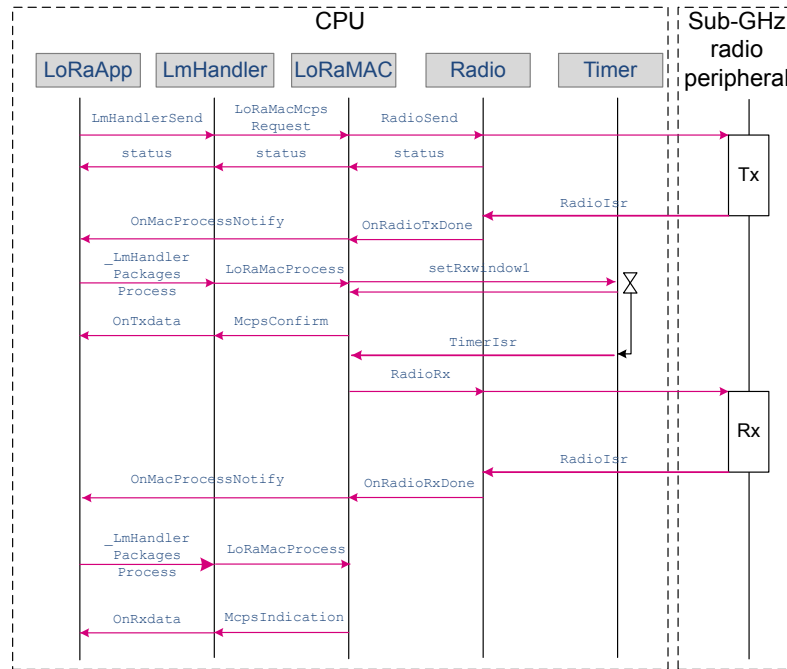 CPU
Sub-GHz
radio
peripheral
LoRaApp
LmHandler
LoRaMAC
Radio
Timer
LmHandlerSend
LoRaMacMcps
Request
RadioSend
status
status
status
Tx
RadioIsr
OnMacProcessNotify
OnRadioTxDone
_LmHandler
Packages
Process
LoRaMacProcess
setRxwindow1
OnTxdata
McpsConfirm
TimerIsr
RadioRx
Rx
RadioIsr
OnMacProcessNotify
OnRadioRxDone
_LmHandler
Packages
Process
LoRaMacProcess
OnRxdata
McpsIndication